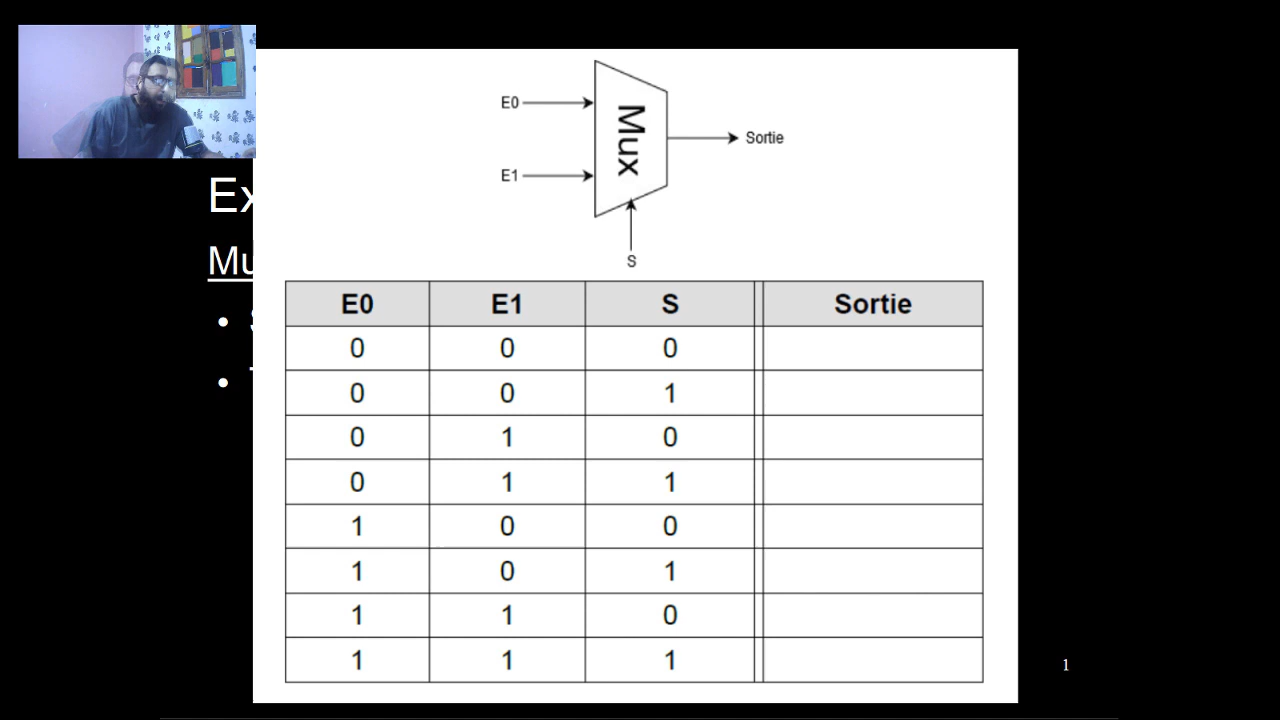 E0
Mux
Sortie
E1
S
Ex
Mu
E0 E1 S Sortie
0 0 0
0 0 1
0 1 0
0 1 1
1 0 0
1 0 1
1 1 0
1 1 1
1